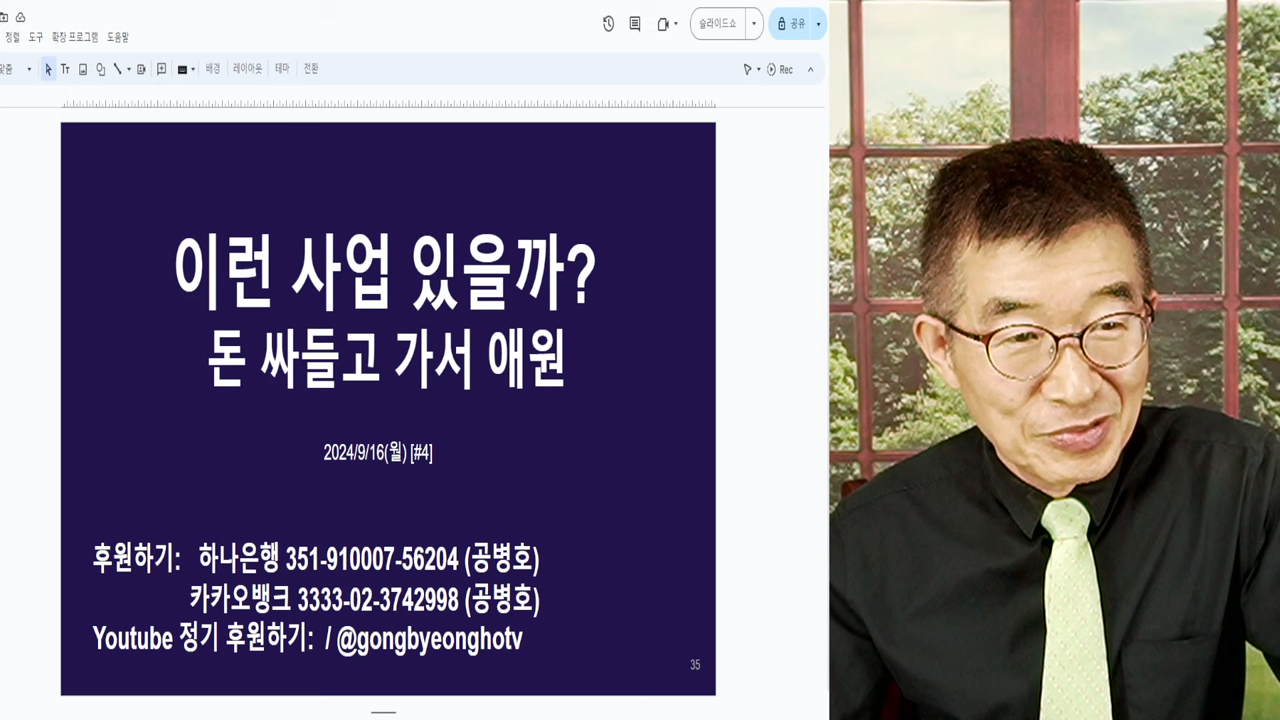 정렬 도구 확장 프로그램 도움말
슬라이드쇼
공유
맞춤
배경 레이아웃 테마 전환
Rec
이런 사업 있을까?
돈 싸들고 가서 애원
2024/9/16(월) [#4]
후원하기: 하나은행 351-910007-56204 (공병호)
카카오뱅크 3333-02-3742998 (공병호)
Youtube 정기 후원하기: / @gongbyeonghotv
35